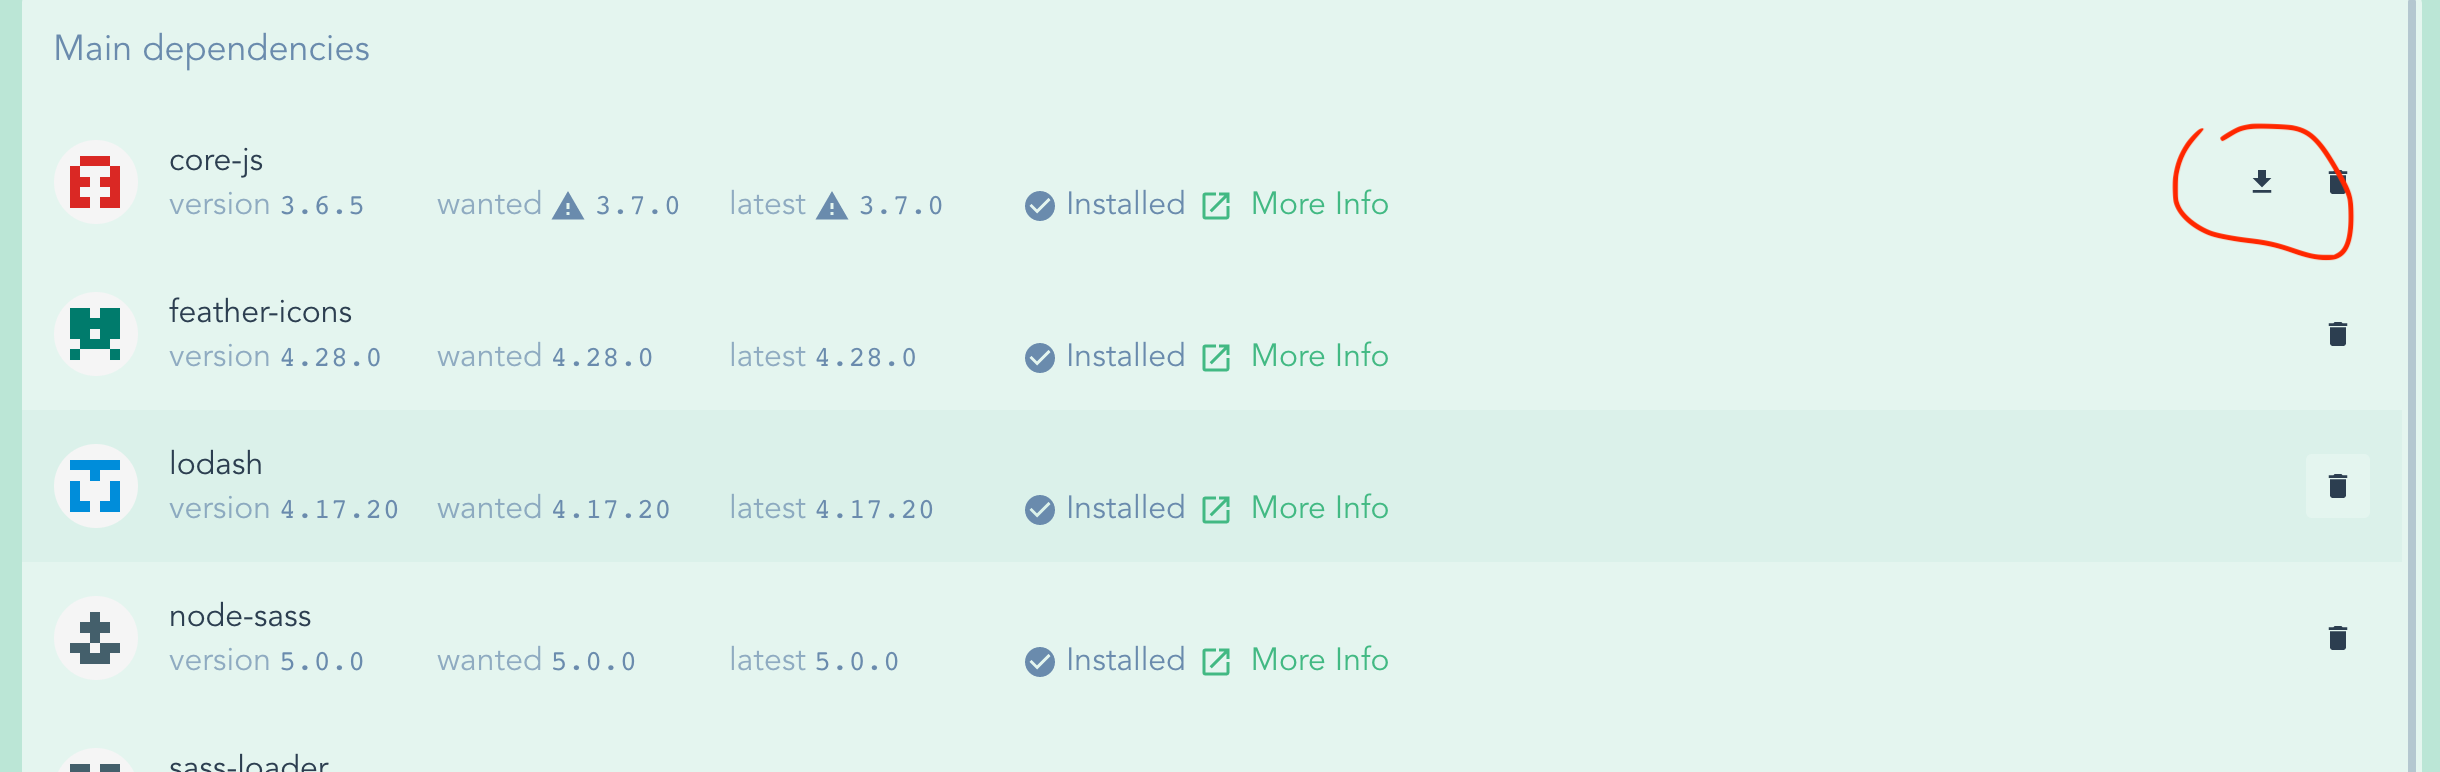 Main dependencies
core-js
version 3.6.5 wanted 3.7.0 latest 3.7.0 Installed More Info
feather-icons
version 4.28.0 wanted 4.28.0 latest 4.28.0 Installed More Info
lodash
version 4.17.20 wanted 4.17.20 latest 4.17.20 Installed More Info
node-sass
version 5.0.0 wanted 5.0.0 latest 5.0.0 Installed More Info
sass-loader